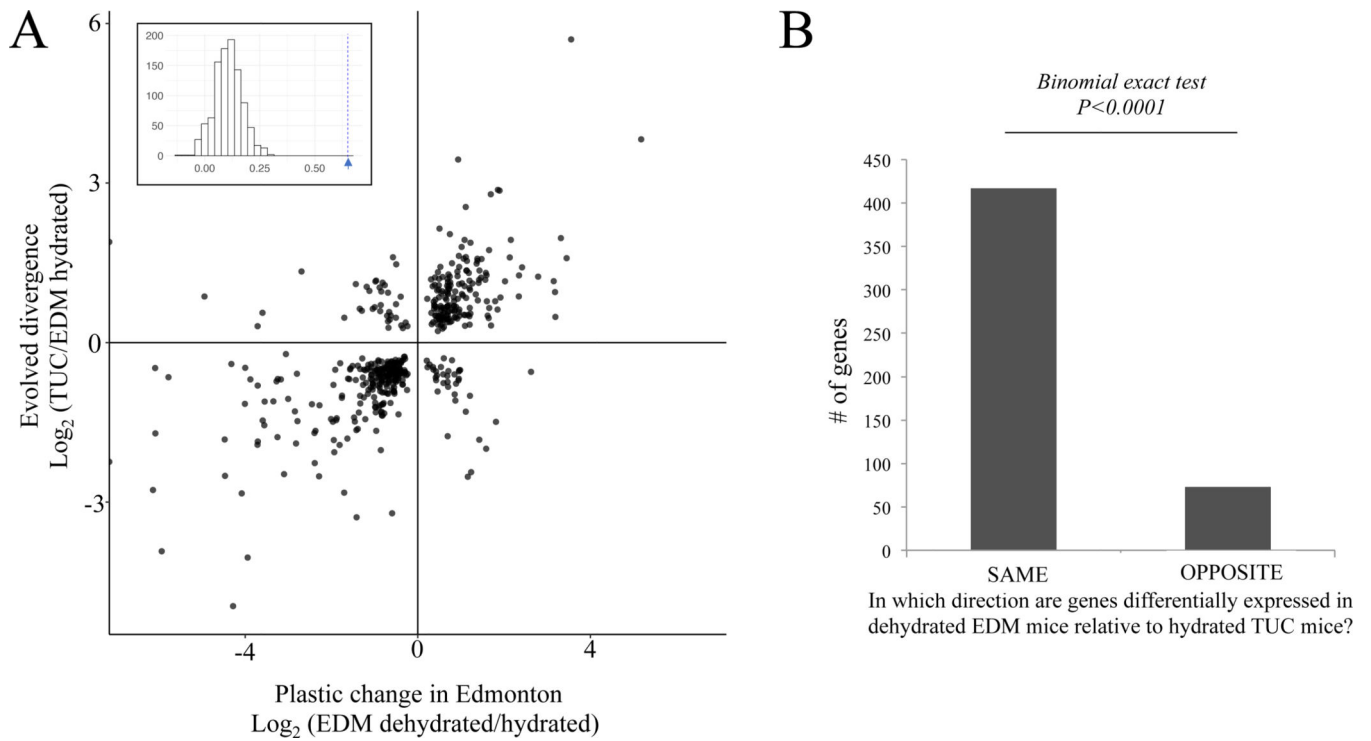 A
6
3
0
-3
Evolved divergence
Log2 (TUC/EDM hydrated)
200
150
100
50
0
0.00 0.25 0.50
-4 0 4
Plastic change in Edmonton
Log2 (EDM dehydrated/hydrated)
B
Binomial exact test
P<0.0001
450
400
350
300
250
200
150
100
50
0
# of genes
SAME OPPOSITE
In which direction are genes differentially expressed in
dehydrated EDM mice relative to hydrated TUC mice?